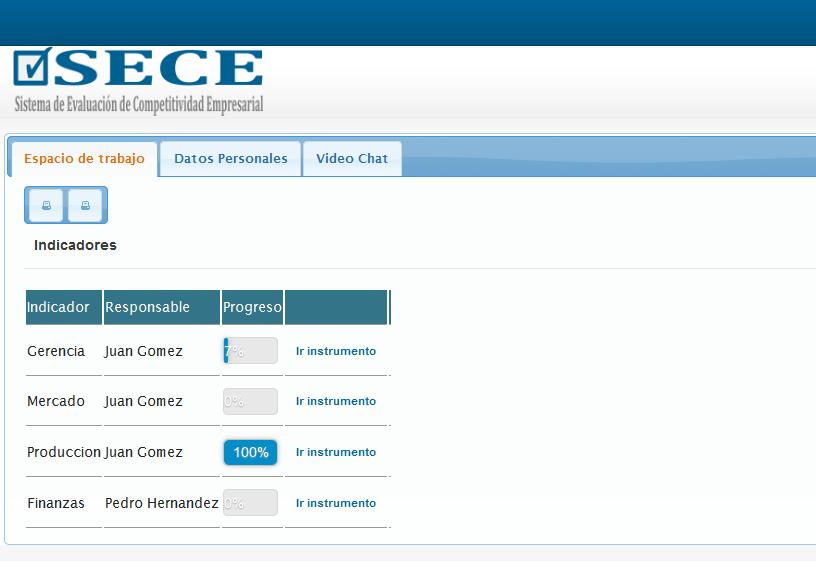 SECE
Sistema de Evaluación de Competitividad Empresarial
Espacio de trabajo Datos Personales Video Chat
Indicadores
Indicador Responsable Progreso
Gerencia Juan Gomez 7% Ir instrumento
Mercado Juan Gomez 0% Ir instrumento
Produccion Juan Gomez 100% Ir instrumento
Finanzas Pedro Hernandez 0% Ir instrumento